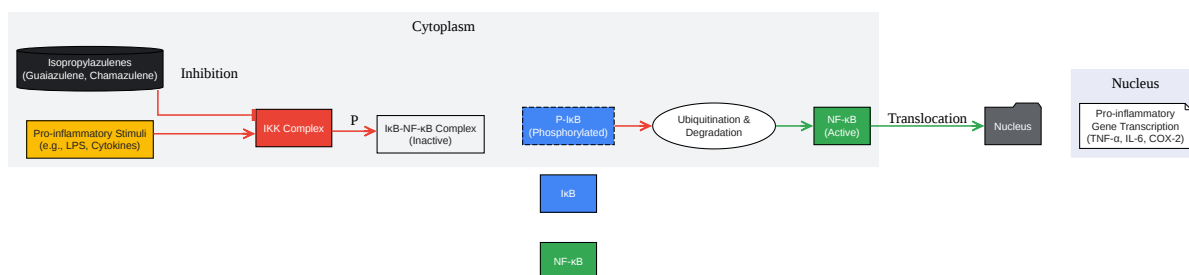 Cytoplasm
Isopropylazulenes
(Guaiazulene, Chamazulene)
Inhibition
Pro-inflammatory Stimuli
(e.g., LPS, Cytokines)
IKK Complex
P
IκB-NF-κB Complex
(Inactive)
P-IκB
(Phosphorylated)
Ubiquitination &
Degradation
NF-κB
(Active)
Translocation
Nucleus
Nucleus
Pro-inflammatory
Gene Transcription
(TNF-α, IL-6, COX-2)
IκB
NF-κB